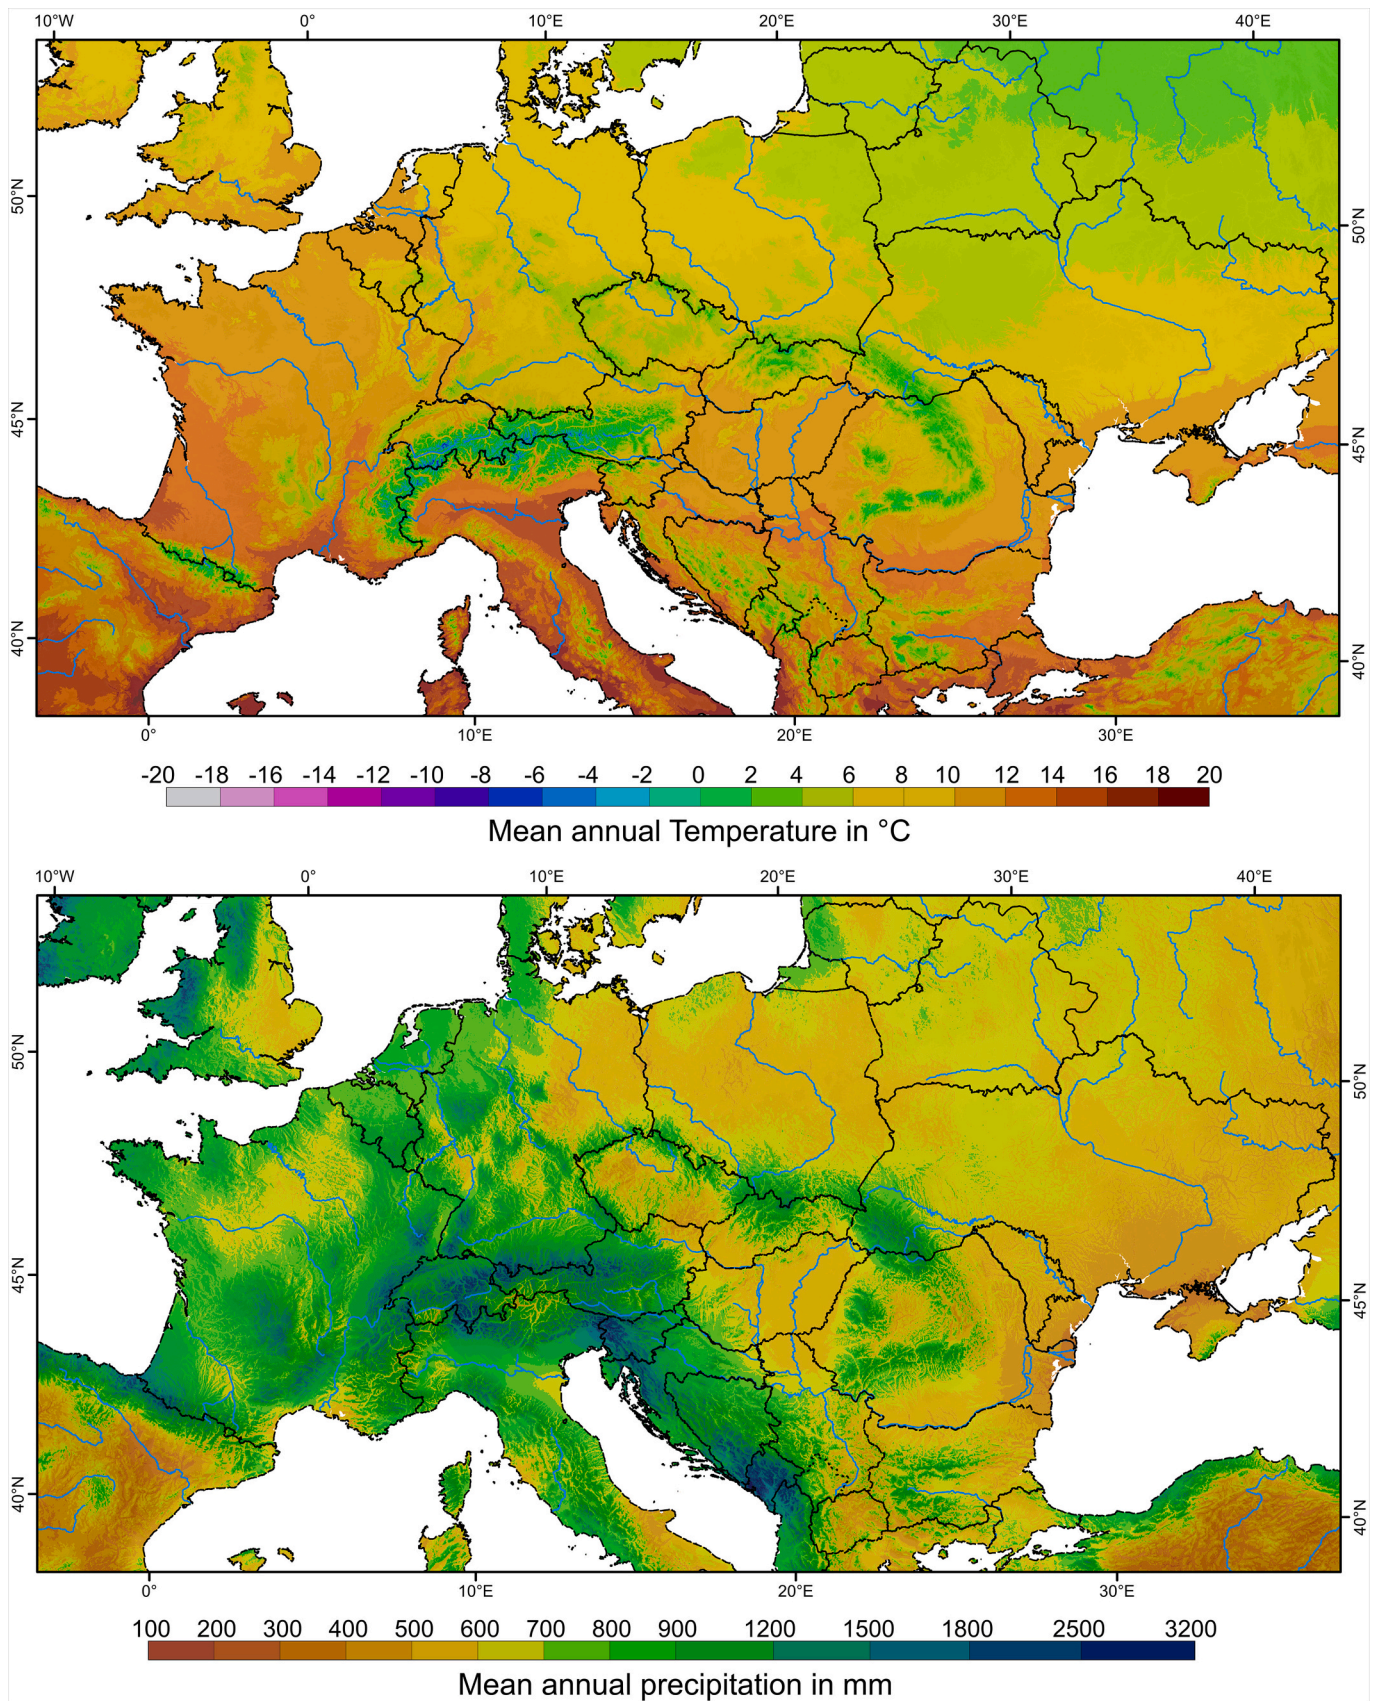 10°W 0° 10°E 20°E 30°E 40°E
50°N 50°N
45°N 45°N
40°N 40°N
0° 10°E 20°E 30°E
-20 -18 -16 -14 -12 -10 -8 -6 -4 -2 0 2 4 6 8 10 12 14 16 18 20
Mean annual Temperature in °C
10°W 0° 10°E 20°E 30°E 40°E
50°N 50°N
45°N 45°N
40°N 40°N
0° 10°E 20°E 30°E
100 200 300 400 500 600 700 800 900 1200 1500 1800 2500 3200
Mean annual precipitation in mm